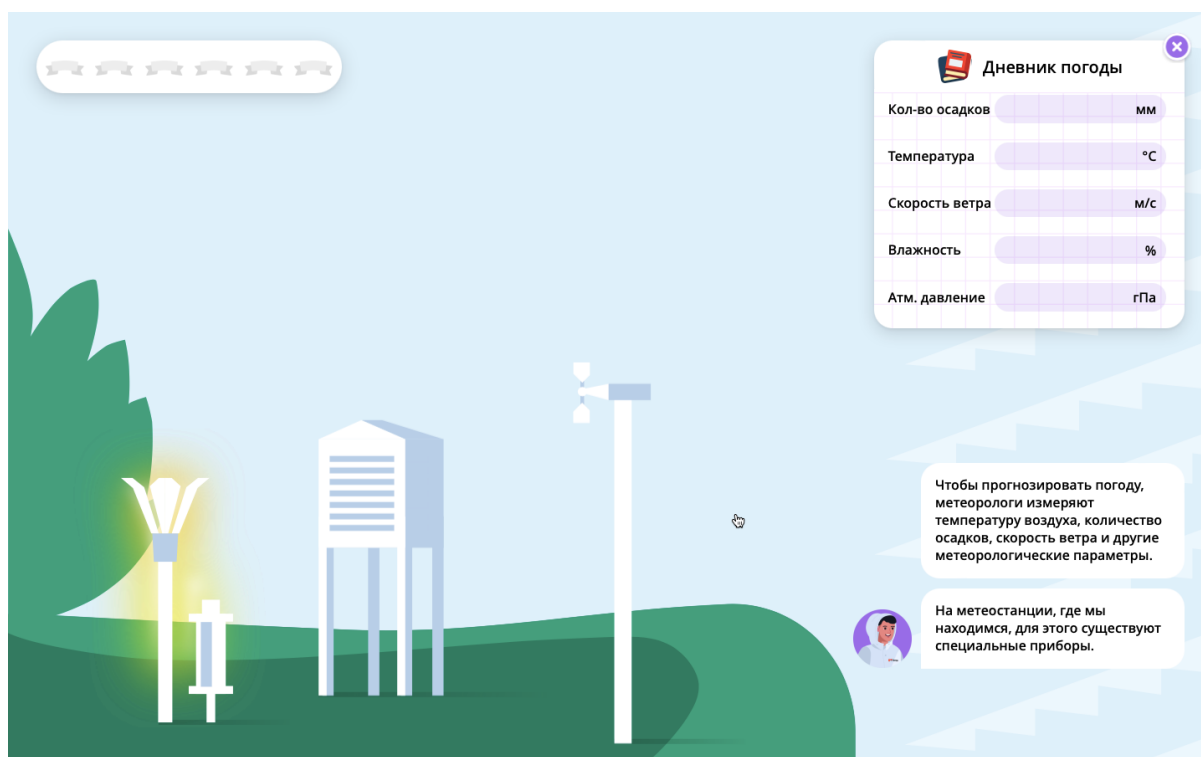 Дневник погоды
Кол-во осадков мм
Температура °C
Скорость ветра м/с
Влажность %
Атм. давление гПа
Чтобы прогнозировать погоду,
метеорологи измеряют
температуру воздуха, количество
осадков, скорость ветра и другие
метеорологические параметры.
На метеостанции, где мы
находимся, для этого существуют
специальные приборы.